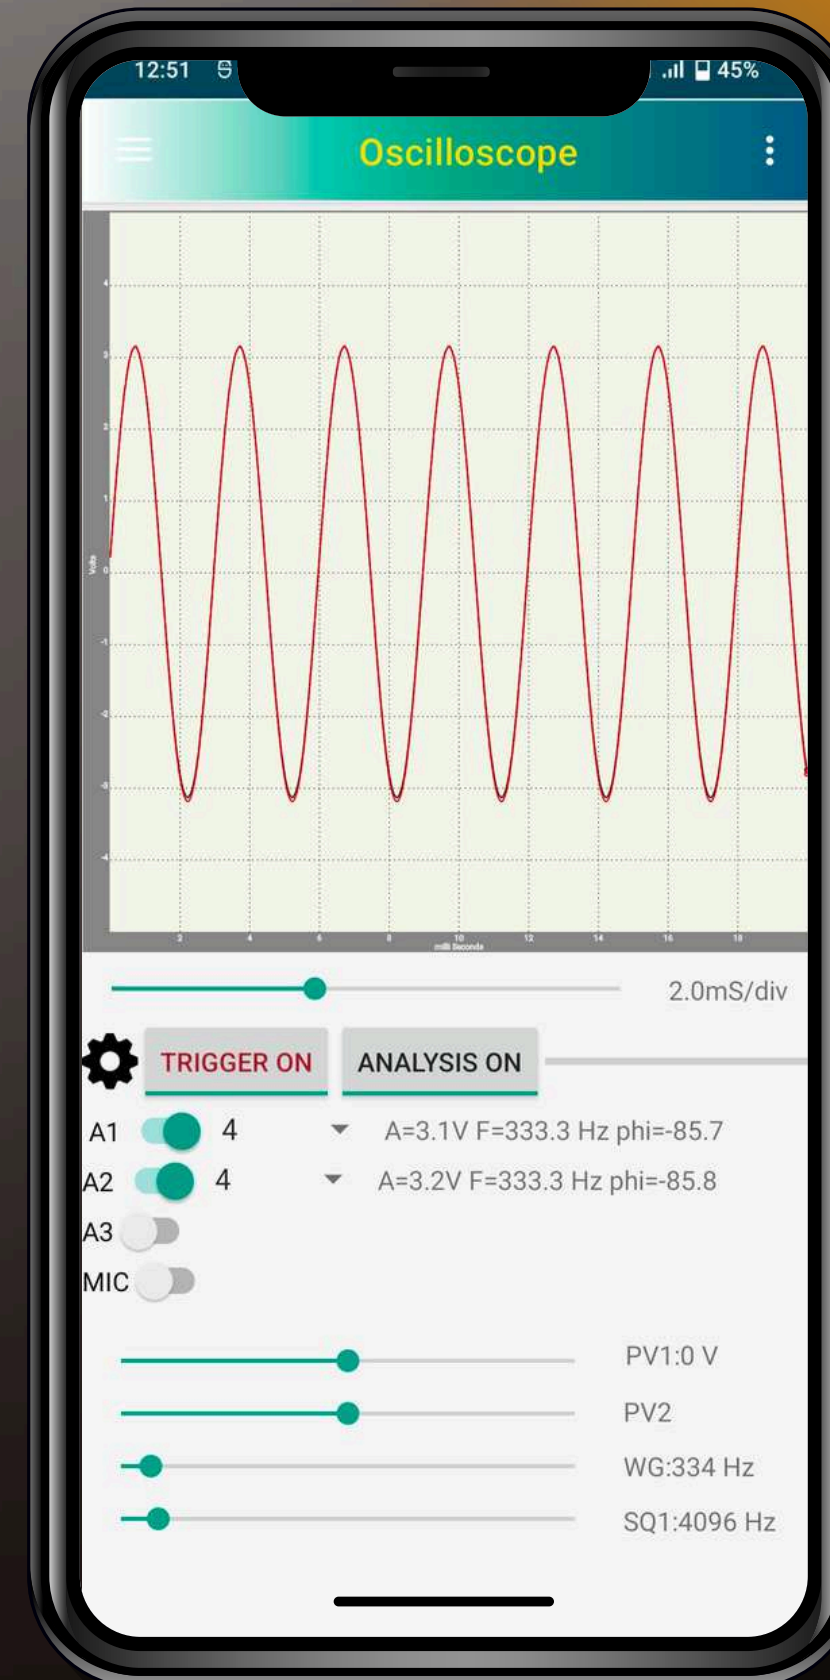 12:51 45%
Oscilloscope
4
3
2
1
0
-1
-2
-3
-4
Volts
2 4 6 8 10 12 14 16 18
milli Seconds
2.0mS/div
TRIGGER ON ANALYSIS ON
A1 4 A=3.1V F=333.3 Hz phi=-85.7
A2 4 A=3.2V F=333.3 Hz phi=-85.8
A3
MIC
PV1:0 V
PV2
WG:334 Hz
SQ1:4096 Hz